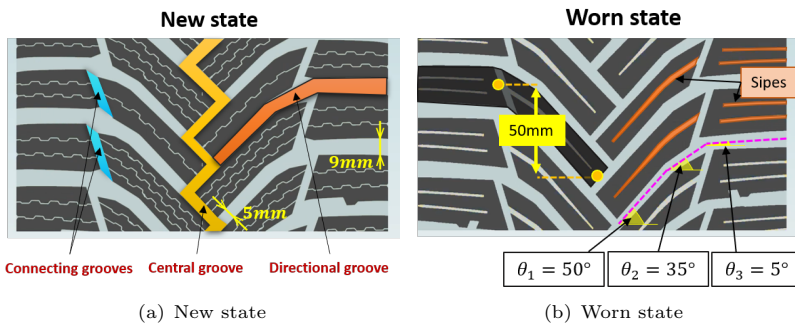 New state
Worn state
9mm
5mm
Connecting grooves
Central groove
Directional groove
50mm
Sipes
θ₁ = 50°
θ₂ = 35°
θ₃ = 5°
(a) New state
(b) Worn state